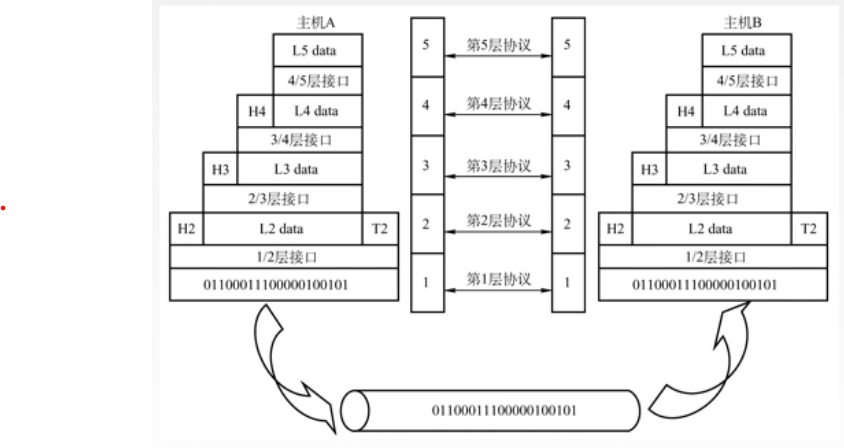 主机A
主机B
L5 data
5
第5层协议
5
L5 data
4/5层接口
4/5层接口
H4
L4 data
4
第4层协议
4
H4
L4 data
3/4层接口
3/4层接口
H3
L3 data
3
第3层协议
3
H3
L3 data
2/3层接口
2/3层接口
H2
L2 data
T2
2
第2层协议
2
H2
L2 data
T2
1/2层接口
1/2层接口
01100011100000100101
1
第1层协议
1
01100011100000100101
01100011100000100101